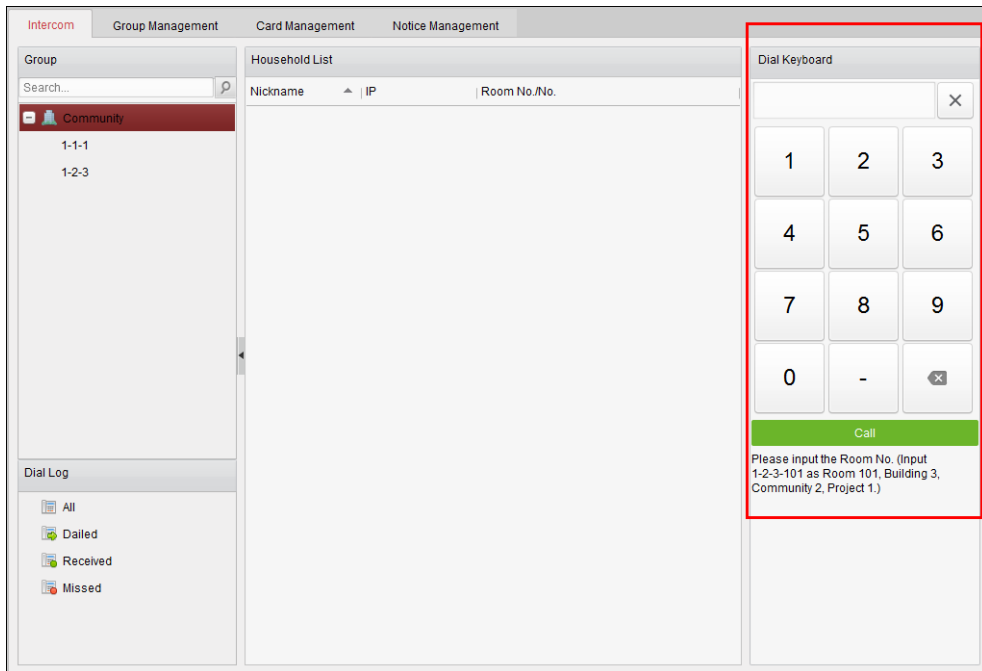 Intercom Group Management Card Management Notice Management
Group
Search...
Community
1-1-1
1-2-3
Dial Log
All
Dailed
Received
Missed
Household List
Nickname IP Room No./No.
Dial Keyboard
1 2 3
4 5 6
7 8 9
0 -
Call
Please input the Room No. (Input
1-2-3-101 as Room 101, Building 3,
Community 2, Project 1.)